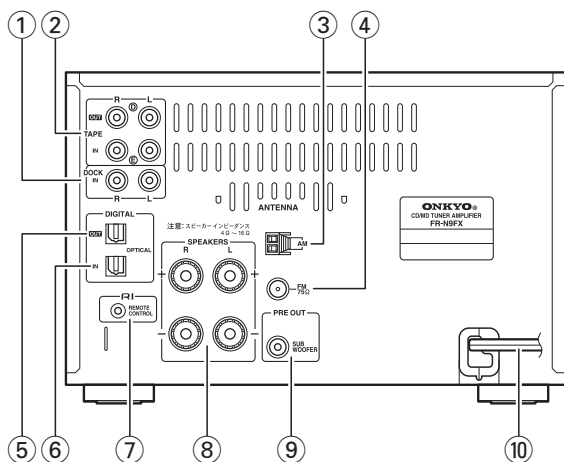 ① ② ③ ④
R D L
OUT
TAPE
IN
E
DOCK
IN
R L
DIGITAL
OUT
OPTICAL
IN
RI
REMOTE
CONTROL
ANTENNA
注意：スピーカーインピーダンス
4Ω～16Ω
SPEAKERS
R L
+ +
- -
AM
FM
75Ω
PRE OUT
SUB
WOOFER
ONKYO®
CD/MD TUNER AMPLIFIER
FR-N9FX
⑤ ⑥ ⑦ ⑧ ⑨ ⑩